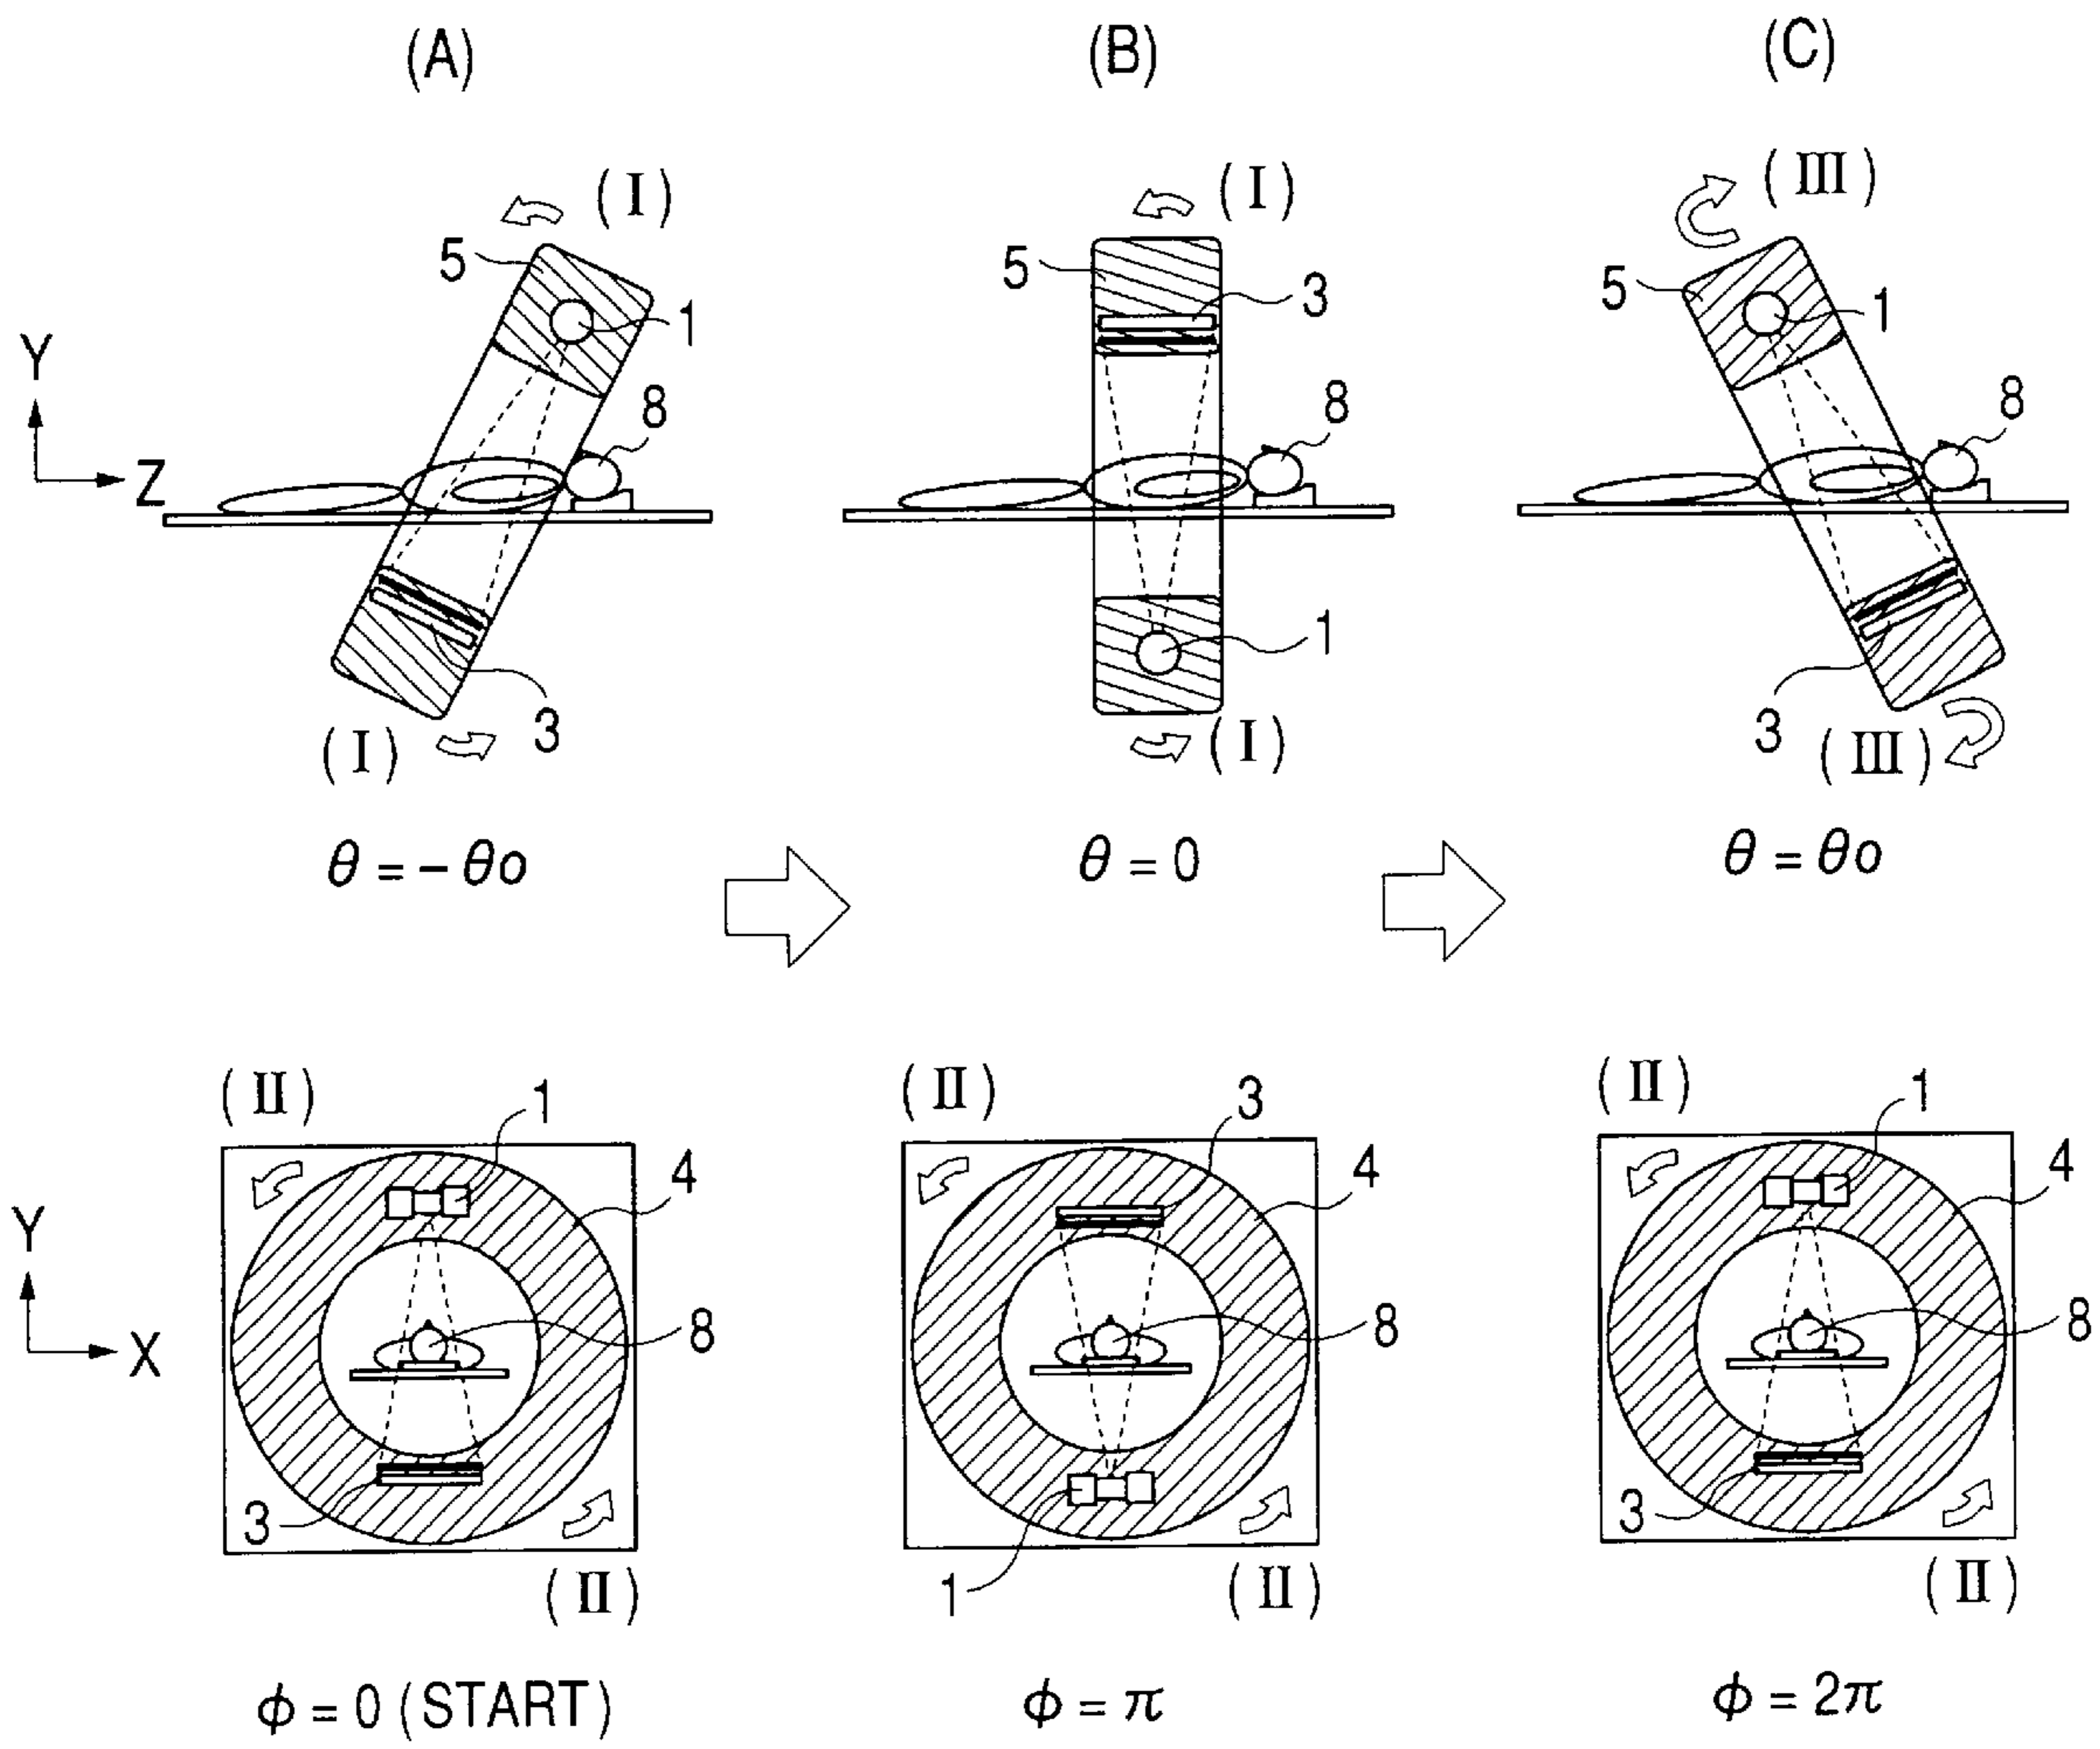 (A) (B) (C)
(I) (I) (III)
5 5 3 5 1
1
Y 8 8 8
Z
3 1 3
(I) (I) (III)
θ = − θo θ = 0 θ = θo
(II) 1 (II) 3 (II) 1
4 4 4
Y
X 8 8 8
3 1 3
(II) (II) (II)
ϕ = 0 (START) ϕ = π ϕ = 2π